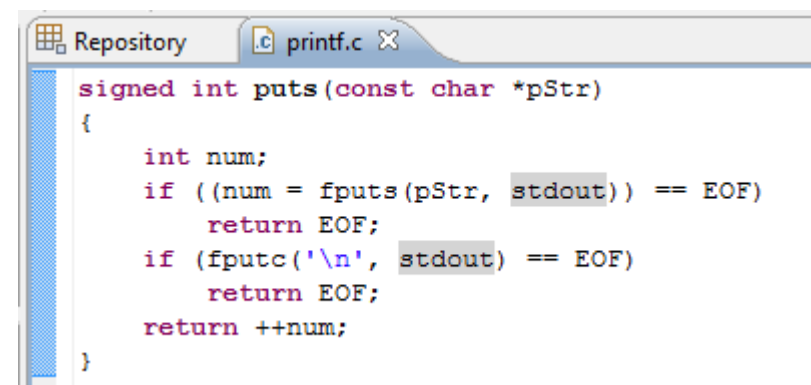 Repository printf.c
signed int puts(const char *pStr)
{
    int num;
    if ((num = fputs(pStr, stdout)) == EOF)
        return EOF;
    if (fputc('\n', stdout) == EOF)
        return EOF;
    return ++num;
}